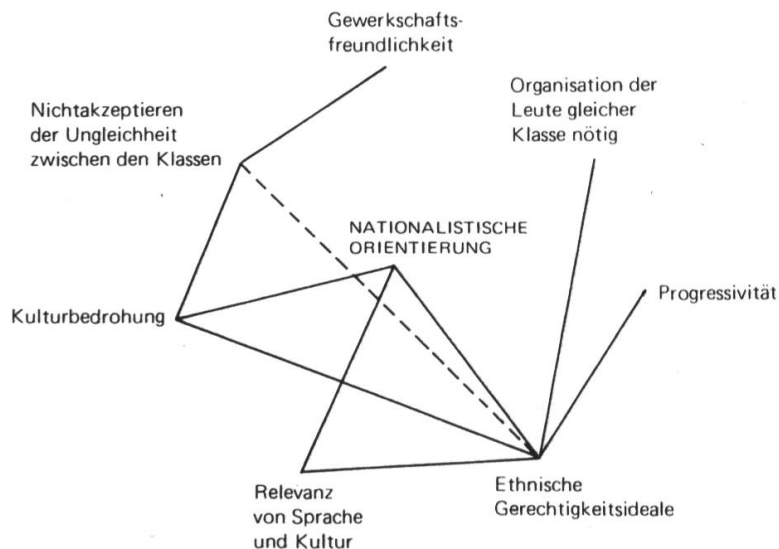 Gewerkschafts-
freundlichkeit
Organisation der
Leute gleicher
Klasse nötig
Nichtakzeptieren
der Ungleichheit
zwischen den Klassen
NATIONALISTISCHE
ORIENTIERUNG
Progressivität
Kulturbedrohung
Ethnische
Gerechtigkeitsideale
Relevanz
von Sprache
und Kultur